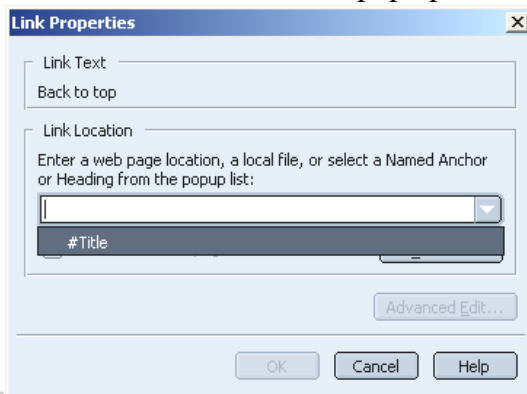 Link Properties
Link Text
Back to top
Link Location
Enter a web page location, a local file, or select a Named Anchor
or Heading from the popup list:
#Title
Advanced Edit...
OK Cancel Help